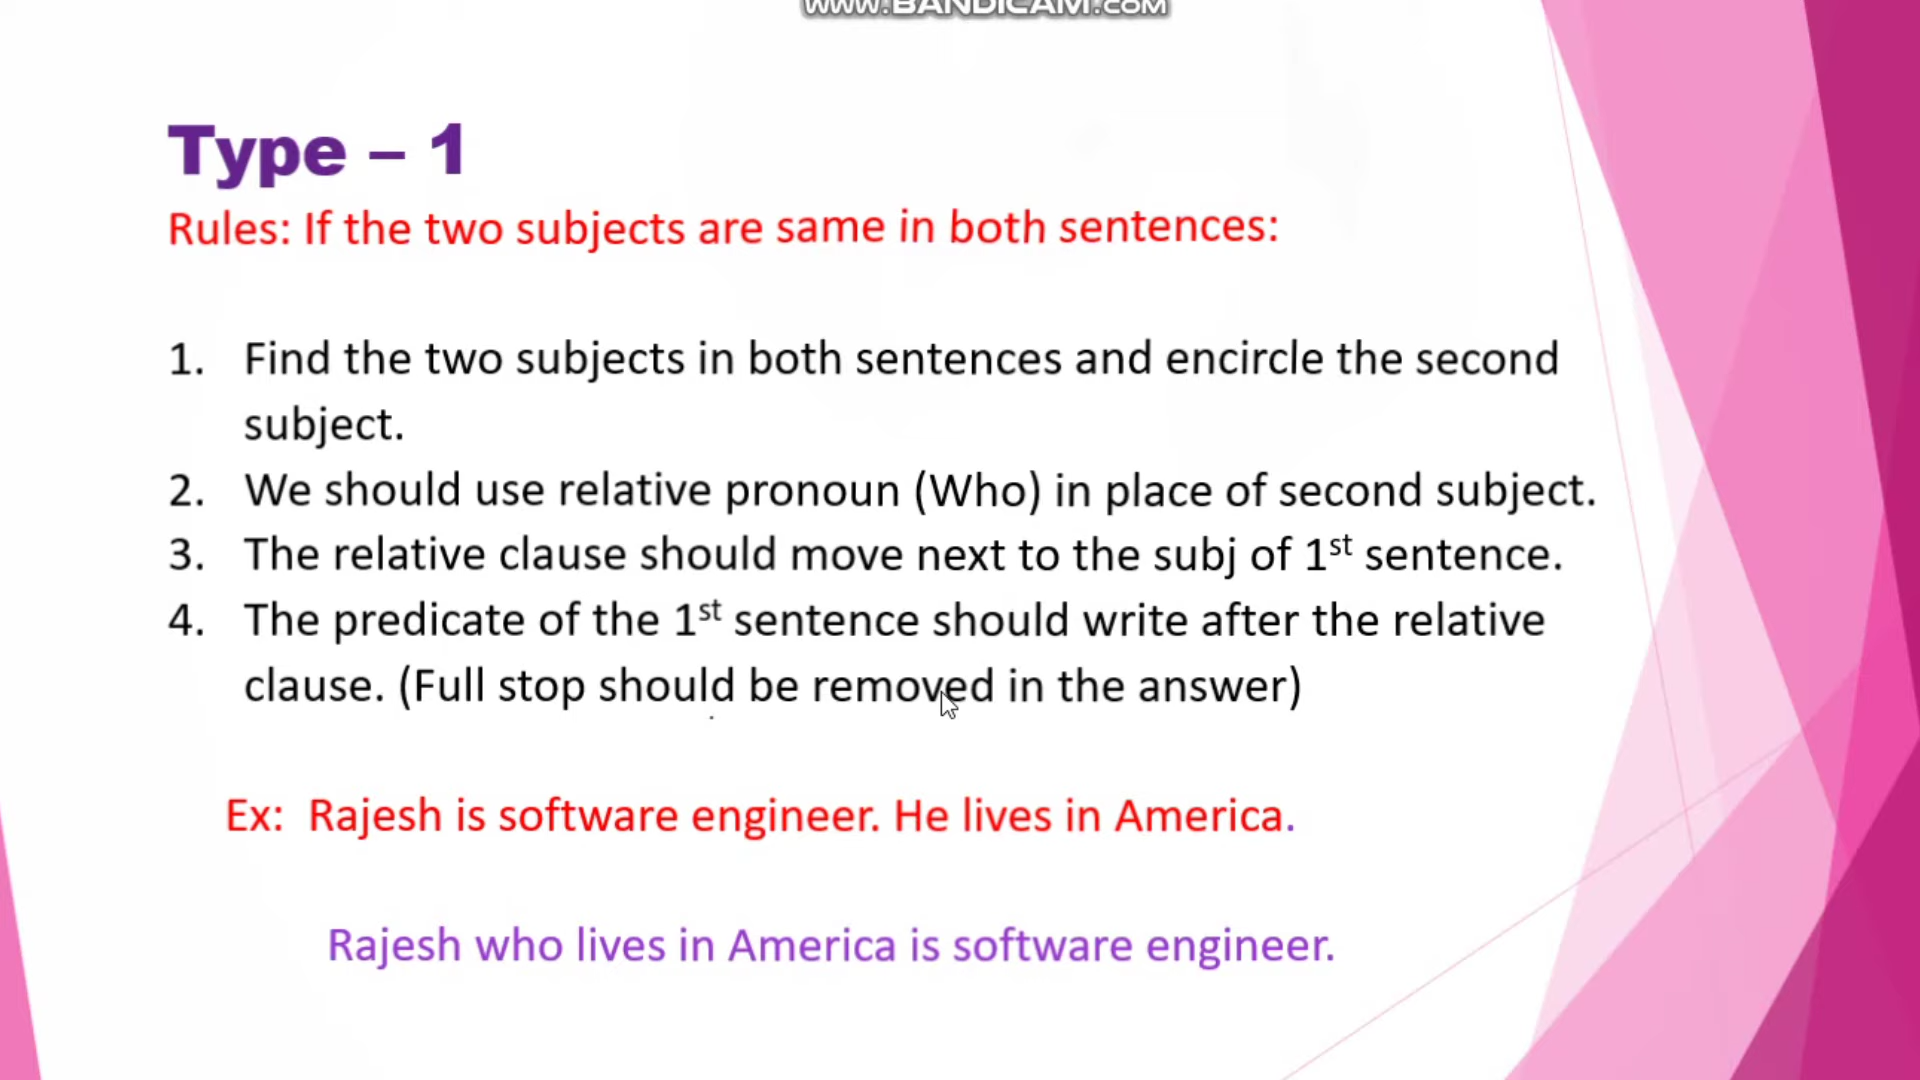 www.BANDICAM.COM
Type – 1
Rules: If the two subjects are same in both sentences:
1. Find the two subjects in both sentences and encircle the second
subject.
2. We should use relative pronoun (Who) in place of second subject.
3. The relative clause should move next to the subj of 1st sentence.
4. The predicate of the 1st sentence should write after the relative
clause. (Full stop should be removed in the answer)
Ex: Rajesh is software engineer. He lives in America.
Rajesh who lives in America is software engineer.